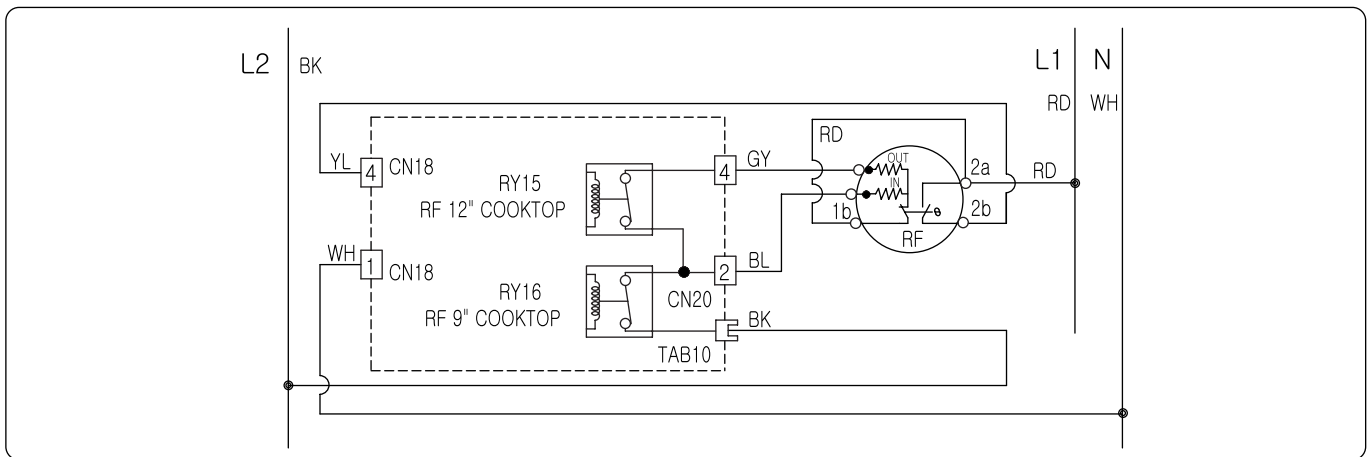 L2 BK
L1 N
RD WH
YL 4 CN18
RY15
RF 12" COOKTOP
4 GY
RD
OUT
IN
2a
RD
1b
2b
RF
θ
WH 1 CN18
RY16
RF 9" COOKTOP
2 BL
CN20
BK
TAB10